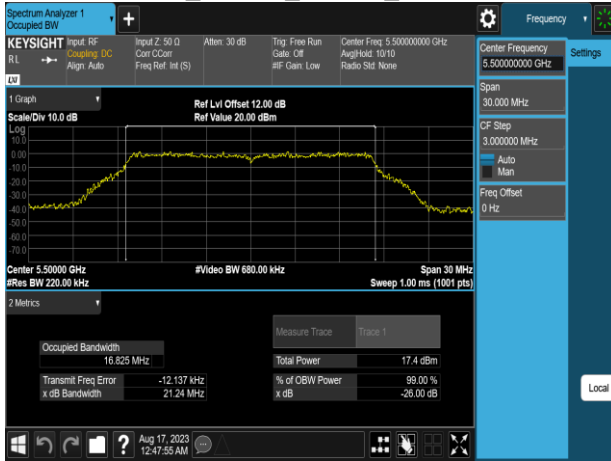 Spectrum Analyzer 1
Occupied BW
+
Frequency
KEYSIGHT
RL
LXI
Input: RF
Coupling: DC
Align: Auto
Input Z: 50 Ω
Corr CCorr
Freq Ref: Int (S)
Atten: 30 dB
Trig: Free Run
Gate: Off
#IF Gain: Low
Center Freq: 5.500000000 GHz
Avg|Hold: 10/10
Radio Std: None
Center Frequency
5.500000000 GHz
Settings
Span
30.000 MHz
CF Step
3.000000 MHz
Auto
Man
Freq Offset
0 Hz
1 Graph
Scale/Div 10.0 dB
Ref Lvl Offset 12.00 dB
Ref Value 20.00 dBm
Log
10.0
0.00
-10.0
-20.0
-30.0
-40.0
-50.0
-60.0
-70.0
Center 5.50000 GHz
#Res BW 220.00 kHz
#Video BW 680.00 kHz
Span 30 MHz
Sweep 1.00 ms (1001 pts)
2 Metrics
Measure Trace
Trace 1
Occupied Bandwidth
16.825 MHz
Total Power
17.4 dBm
Transmit Freq Error
-12.137 kHz
% of OBW Power
99.00 %
x dB Bandwidth
21.24 MHz
x dB
-26.00 dB
Local
?
Aug 17, 2023
12:47:55 AM